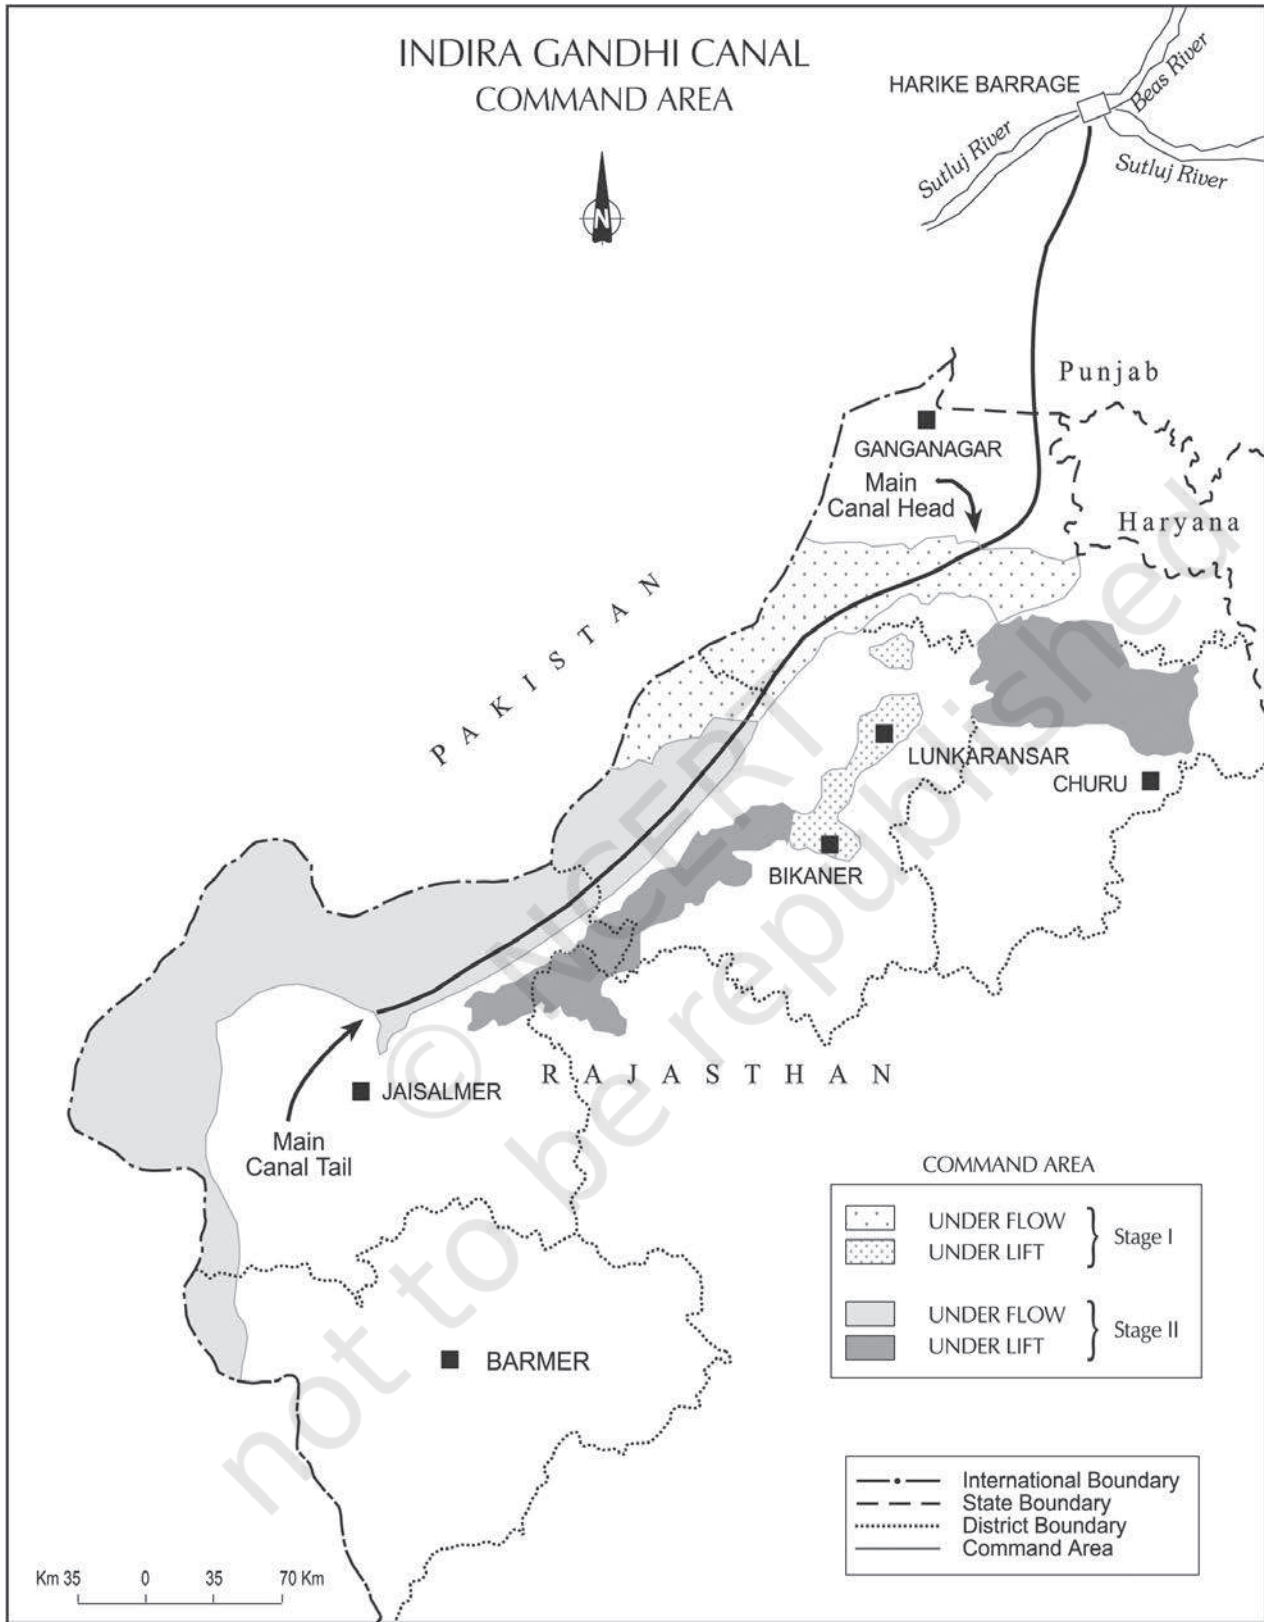 INDIRA GANDHI CANAL
COMMAND AREA
HARIKE BARRAGE
Beas River
Sutluj River
Sutluj River
N
Punjab
GANGANAGAR
Main
Canal Head
Haryana
PAKISTAN
LUNKARANSAR
CHURU
BIKANER
RAJASTHAN
JAISALMER
Main
Canal Tail
BARMER
COMMAND AREA
UNDER FLOW
UNDER LIFT
Stage I
UNDER FLOW
UNDER LIFT
Stage II
International Boundary
State Boundary
District Boundary
Command Area
Km 35 0 35 70 Km
© NCERT
not to be republished